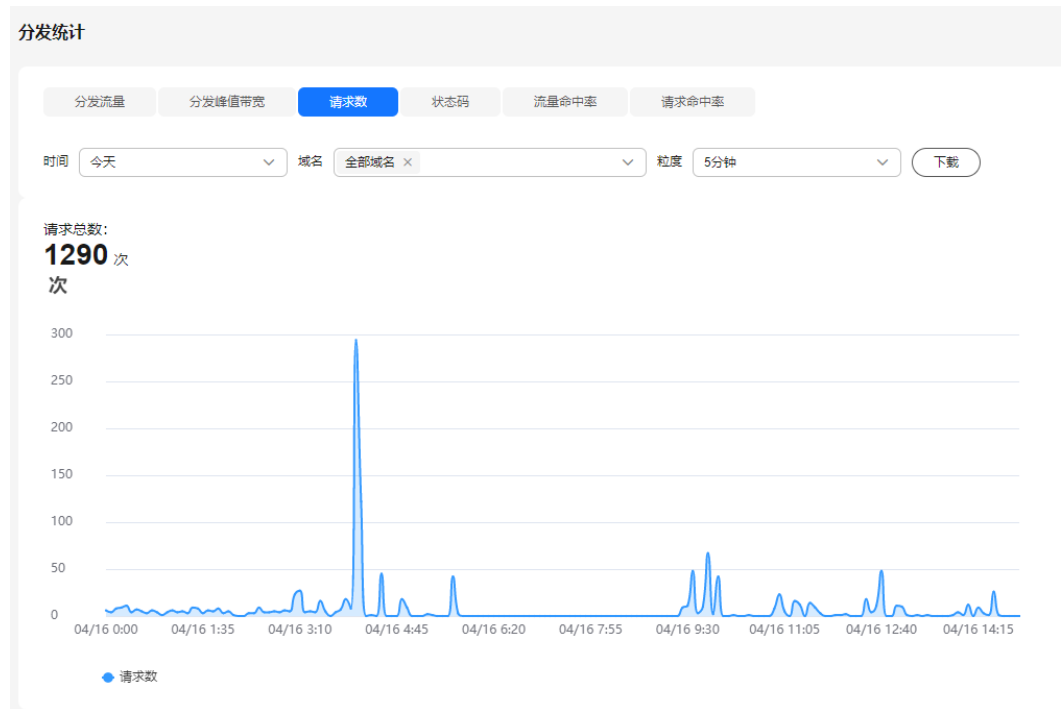 分发统计
分发流量 分发峰值带宽 请求数 状态码 流量命中率 请求命中率
时间 今天 域名 全部域名 × 粒度 5分钟 下載
请求总数:
1290 次
次
300
250
200
150
100
50
0
04/16 0:00 04/16 1:35 04/16 3:10 04/16 4:45 04/16 6:20 04/16 7:55 04/16 9:30 04/16 11:05 04/16 12:40 04/16 14:15
请求数